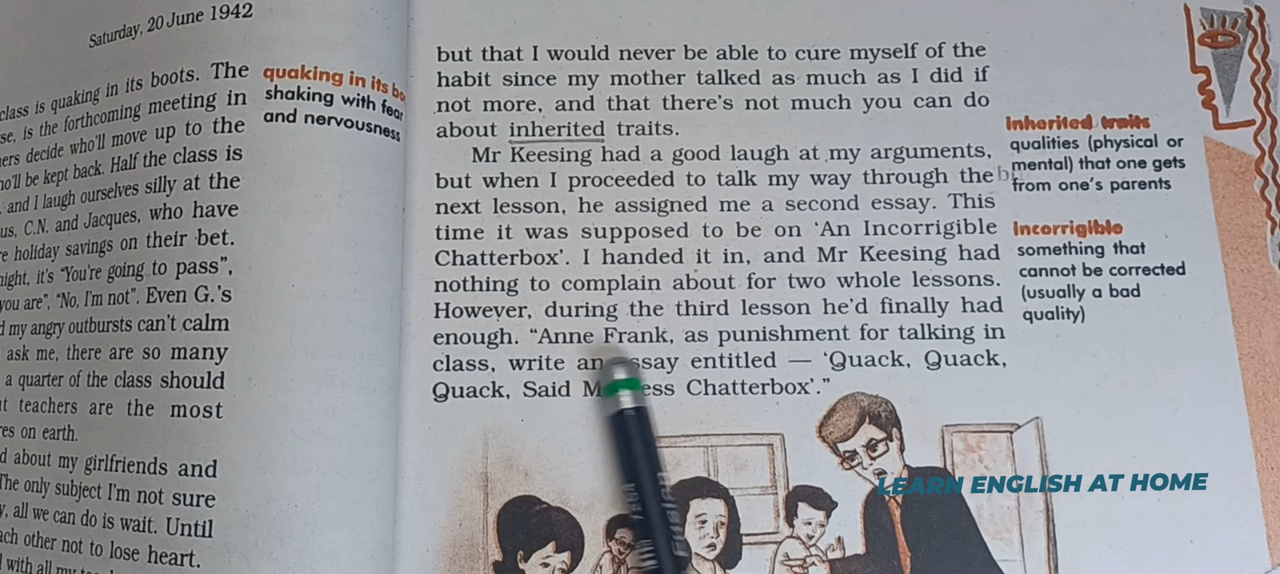 Saturday, 20 June 1942
class is quaking in its boots. The
is the forthcoming meeting in
decide who'll move up to the
be kept back. Half the class is
and I laugh ourselves silly at the
C.N. and Jacques, who have
holiday savings on their bet.
it's "You're going to pass",
you are", "No, I'm not". Even G.'s
my angry outbursts can't calm
ask me, there are so many
a quarter of the class should
teachers are the most
on earth.
about my girlfriends and
The only subject I'm not sure
all we can do is wait. Until
other not to lose heart.
with all my
quaking in its
shaking with fear
and nervousness
but that I would never be able to cure myself of the
habit since my mother talked as much as I did if
not more, and that there's not much you can do
about inherited traits.
Mr Keesing had a good laugh at my arguments,
but when I proceeded to talk my way through the
next lesson, he assigned me a second essay. This
time it was supposed to be on 'An Incorrigible
Chatterbox'. I handed it in, and Mr Keesing had
nothing to complain about for two whole lessons.
However, during the third lesson he'd finally had
enough. "Anne Frank, as punishment for talking in
class, write an essay entitled — 'Quack, Quack,
Quack, Said Chatterbox'."
Inherited traits
qualities (physical or
mental) that one gets
from one's parents
Incorrigible
something that
cannot be corrected
(usually a bad
quality)
LEARN ENGLISH AT HOME